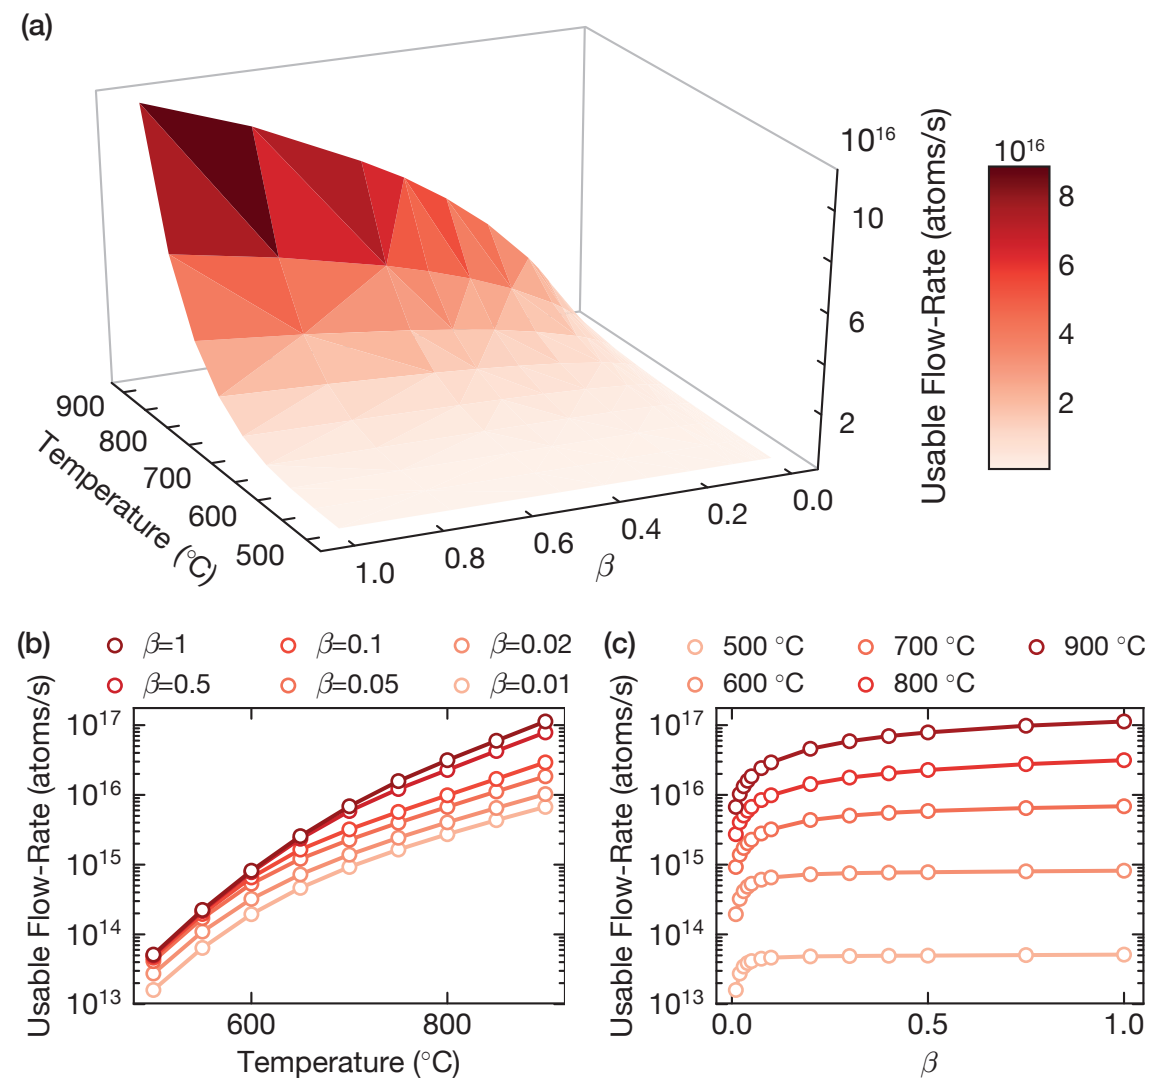 (a)
10¹⁶
10
6
2
Usable Flow-Rate (atoms/s)
10¹⁶
8
6
4
2
900
800
700
600
500
Temperature (°C)
1.0
0.8
0.6
0.4
0.2
0.0
β
(b)
β=1
β=0.1
β=0.02
β=0.5
β=0.05
β=0.01
Usable Flow-Rate (atoms/s)
10¹⁷
10¹⁶
10¹⁵
10¹⁴
10¹³
600
800
Temperature (°C)
(c)
500 °C
700 °C
900 °C
600 °C
800 °C
Usable Flow-Rate (atoms/s)
10¹⁷
10¹⁶
10¹⁵
10¹⁴
10¹³
0.0
0.5
1.0
β